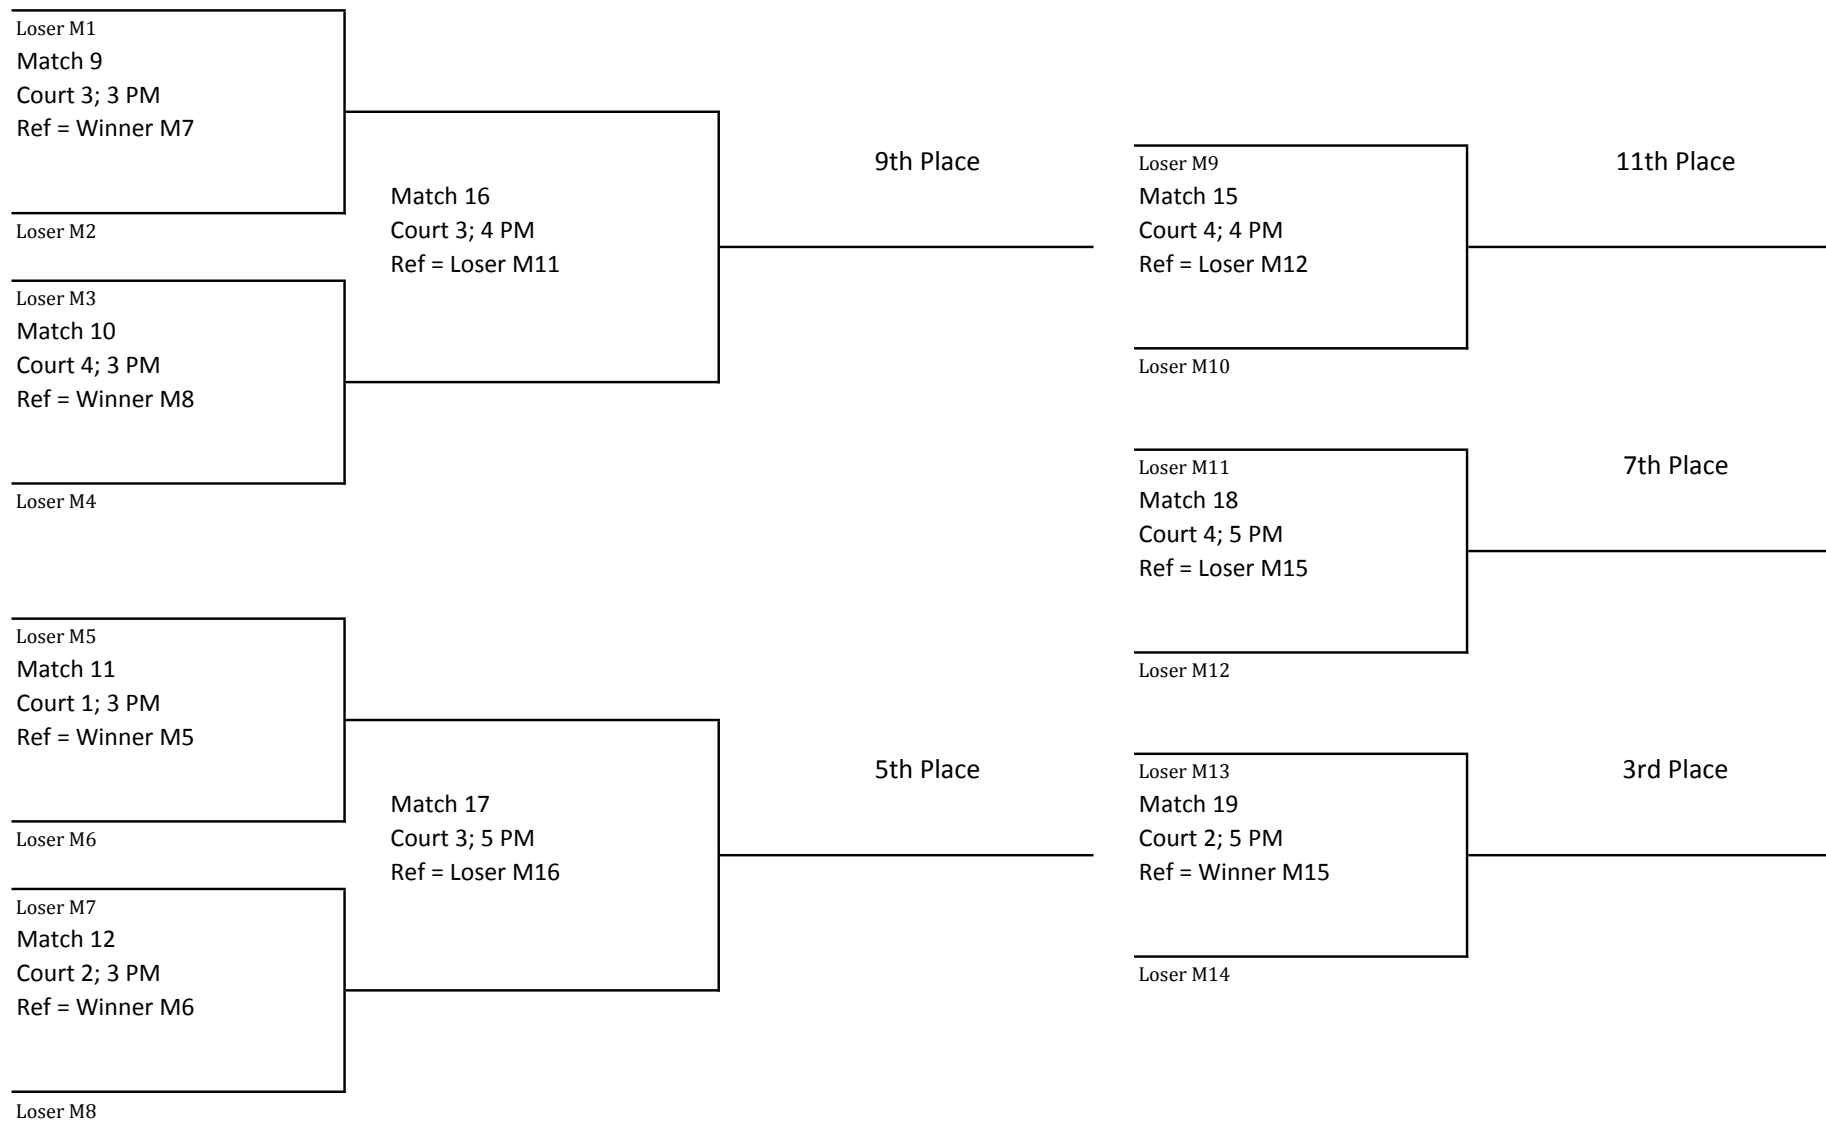 Loser M1
Match 9
Court 3; 3 PM
Ref = Winner M7
Loser M2
Loser M3
Match 10
Court 4; 3 PM
Ref = Winner M8
Loser M4
Match 16
Court 3; 4 PM
Ref = Loser M11
9th Place
Loser M9
Match 15
Court 4; 4 PM
Ref = Loser M12
Loser M10
11th Place
Loser M11
Match 18
Court 4; 5 PM
Ref = Loser M15
Loser M12
7th Place
Loser M5
Match 11
Court 1; 3 PM
Ref = Winner M5
Loser M6
Loser M7
Match 12
Court 2; 3 PM
Ref = Winner M6
Loser M8
Match 17
Court 3; 5 PM
Ref = Loser M16
5th Place
Loser M13
Match 19
Court 2; 5 PM
Ref = Winner M15
Loser M14
3rd Place